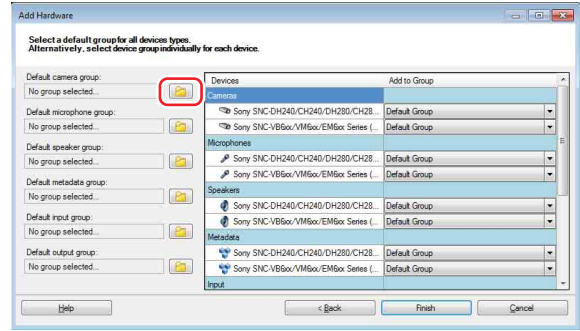 Add Hardware
Select a default group for all devices types.
Alternatively, select device group individually for each device.
Default camera group:
No group selected...
Default microphone group:
No group selected...
Default speaker group:
No group selected...
Default metadata group:
No group selected...
Default input group:
No group selected...
Default output group:
No group selected...
Devices Add to Group
Cameras
Sony SNC-DH240/CH240/DH280/CH28... Default Group
Sony SNC-VB6xx/VM6xx/EM6xx Series (... Default Group
Microphones
Sony SNC-DH240/CH240/DH280/CH28... Default Group
Sony SNC-VB6xx/VM6xx/EM6xx Series (... Default Group
Speakers
Sony SNC-DH240/CH240/DH280/CH28... Default Group
Sony SNC-VB6xx/VM6xx/EM6xx Series (... Default Group
Metadata
Sony SNC-DH240/CH240/DH280/CH28... Default Group
Sony SNC-VB6xx/VM6xx/EM6xx Series (... Default Group
Input
Help < Back Finish Cancel